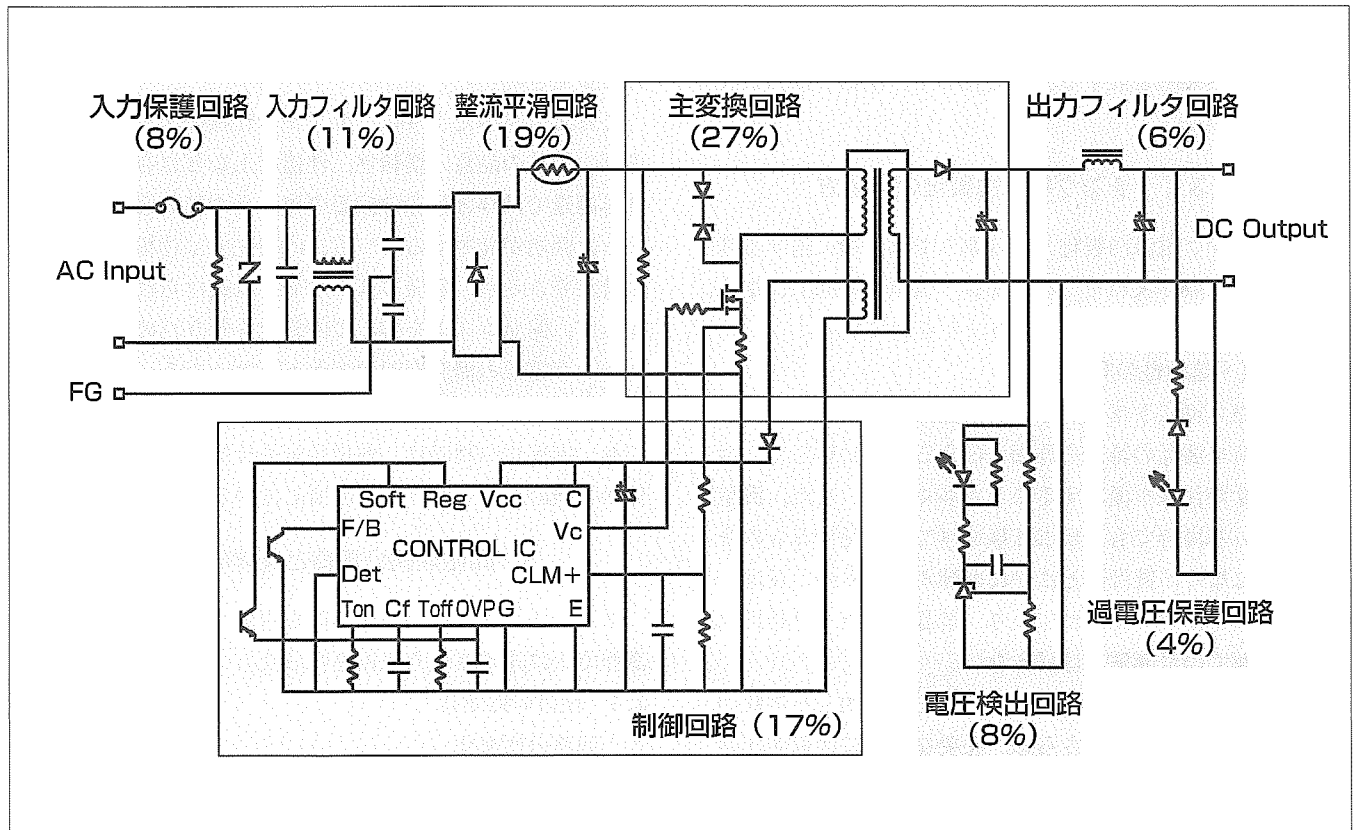 入力保護回路
(8%)
入力フィルタ回路
(11%)
整流平滑回路
(19%)
主変換回路
(27%)
出力フィルタ回路
(6%)
AC Input
FG
DC Output
Soft Reg Vcc C
F/B
Vc
CONTROL IC
Det
CLM+
Ton Cf Toff OVP G E
制御回路(17%)
電圧検出回路
(8%)
過電圧保護回路
(4%)